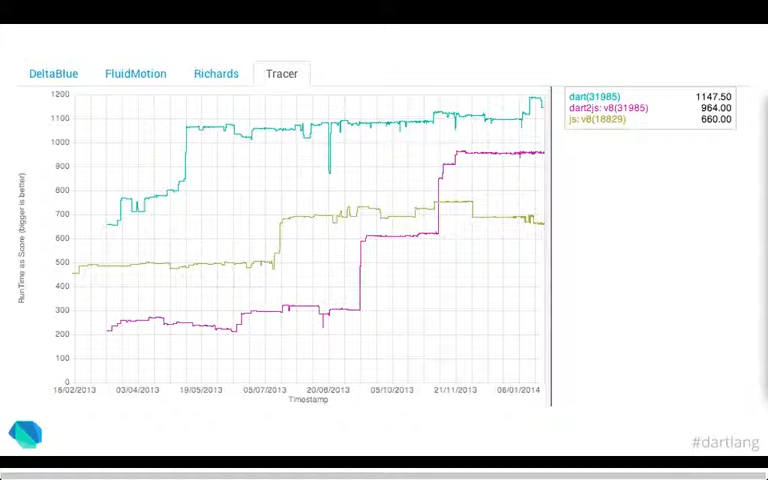 DeltaBlue FluidMotion Richards Tracer
dart(31985) 1147.50
dart2js: v8(31985) 964.00
js: v8(18829) 660.00
RunTime as Score (bigger is better)
1200
1100
1000
900
800
700
600
500
400
300
200
100
0
18/02/2013 03/04/2013 19/05/2013 05/07/2013 20/08/2013 05/10/2013 21/11/2013 06/01/2014
Timestamp
#dartlang